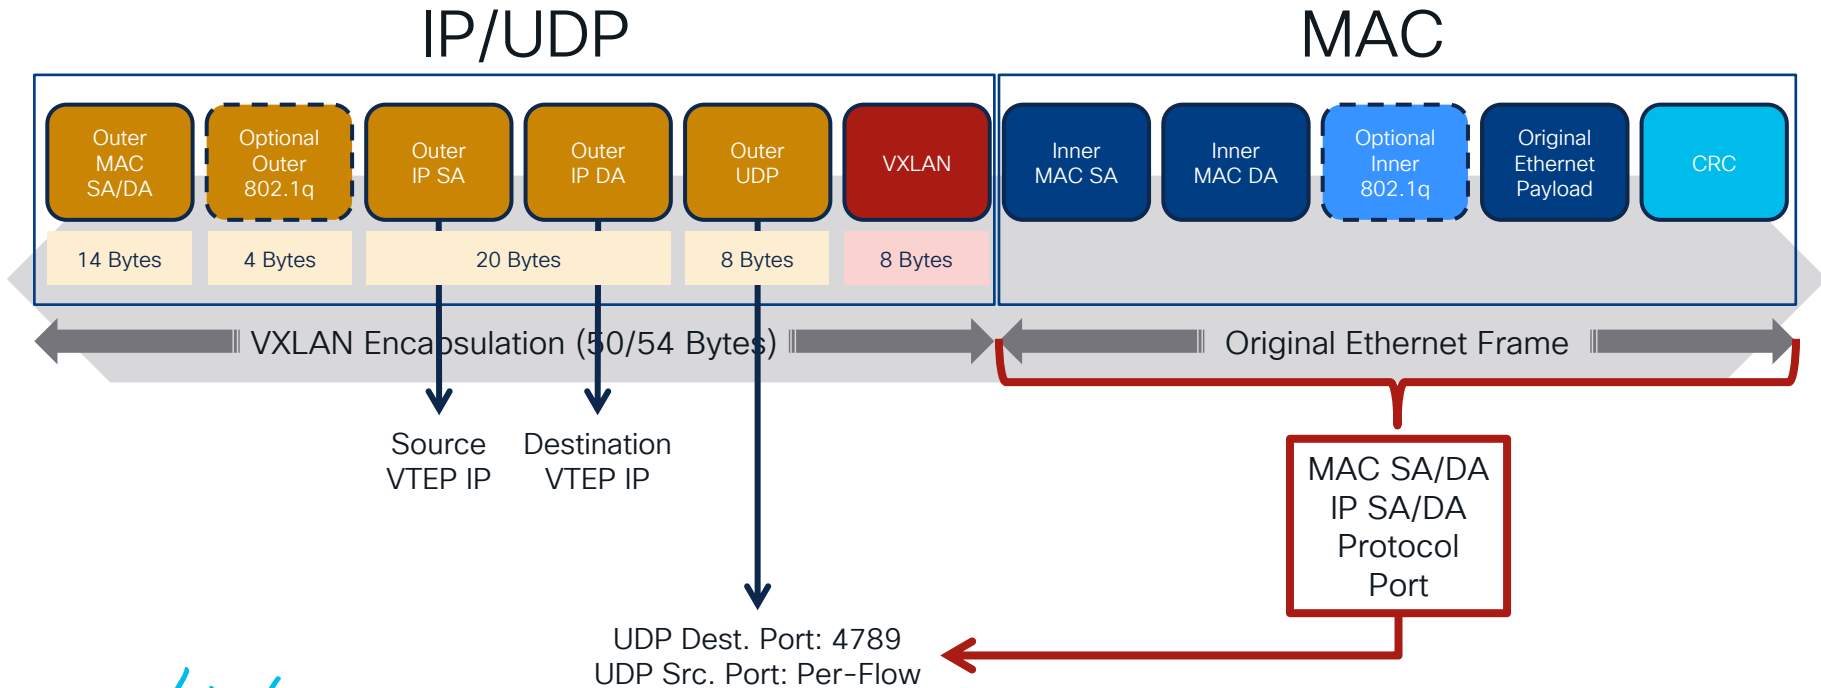 IP/UDP
MAC
Outer
MAC
SA/DA
Optional
Outer
802.1q
Outer
IP SA
Outer
IP DA
Outer
UDP
VXLAN
Inner
MAC SA
Inner
MAC DA
Optional
Inner
802.1q
Original
Ethernet
Payload
CRC
14 Bytes
4 Bytes
20 Bytes
8 Bytes
8 Bytes
VXLAN Encapsulation (50/54 Bytes)
Original Ethernet Frame
Source
VTEP IP
Destination
VTEP IP
MAC SA/DA
IP SA/DA
Protocol
Port
UDP Dest. Port: 4789
UDP Src. Port: Per-Flow